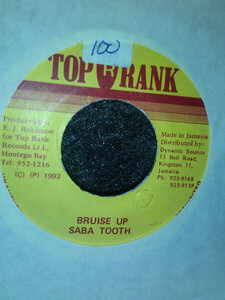 100
TOP RANK
Produced by
E. J. Robinson
for Top Rank
Records Ltd.,
Montego Bay
Tel: 952-1216
(C) (P) 1993
Made in Jamaica
Distributed by:
Dynamic Sounds
15 Bell Road,
Kingston 11,
Jamaica.
P.A. 923-9168
923-9138
BRUISE UP
SABA TOOTH